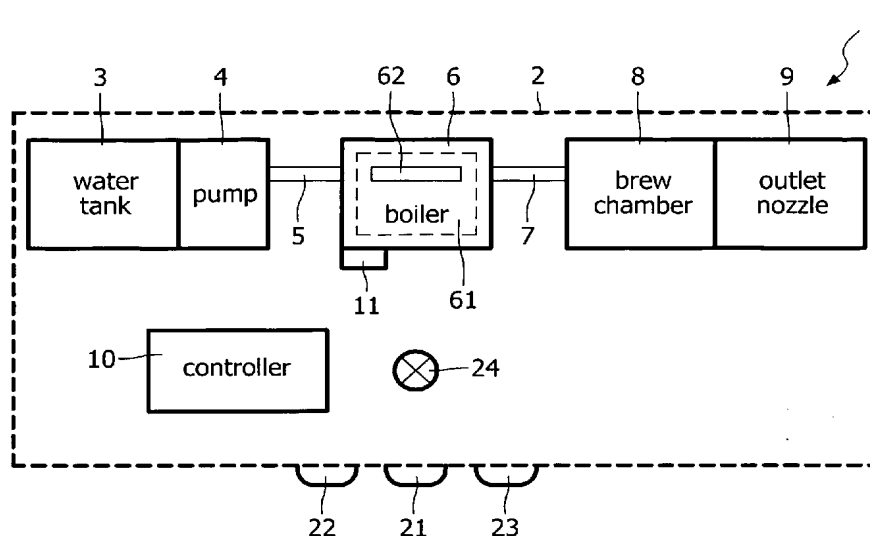 3 4 62 6 2 8 9
water
tank
pump
boiler
brew
chamber
outlet
nozzle
5 7
11 61
10 controller 24
22 21 23